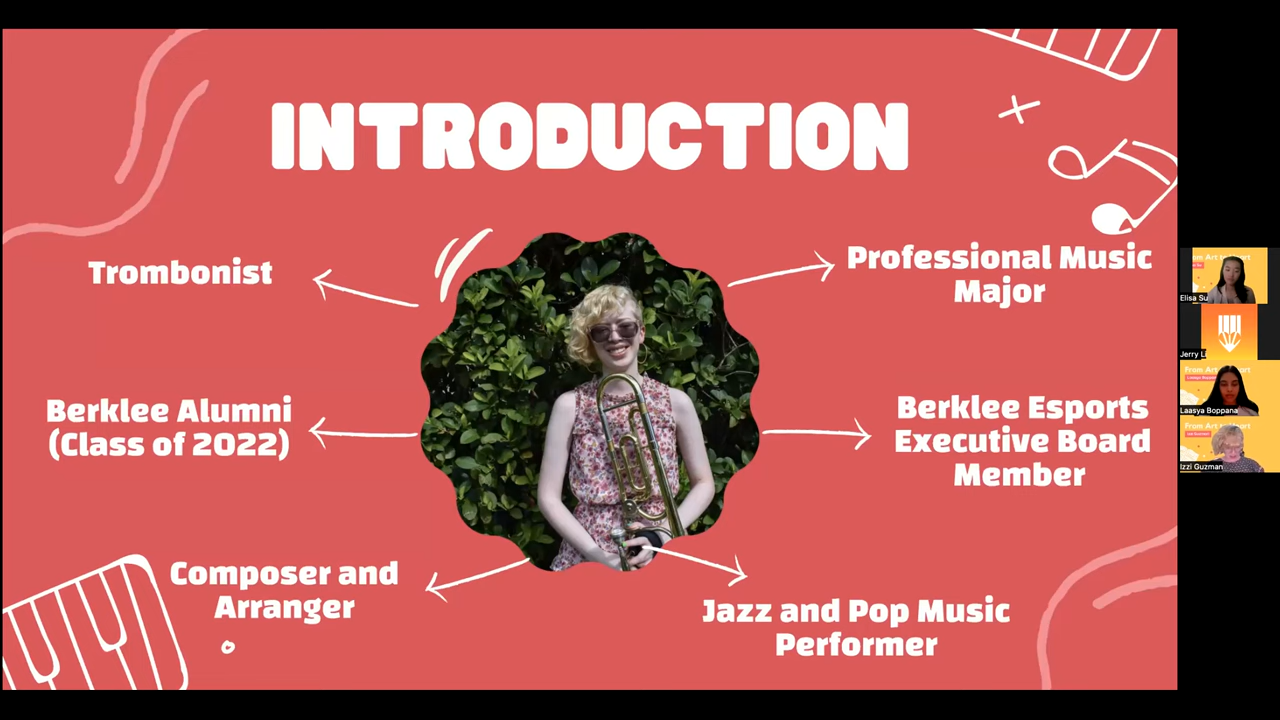 INTRODUCTION
Trombonist
Professional Music
Major
Berklee Alumni
(Class of 2022)
Berklee Esports
Executive Board
Member
Composer and
Arranger
Jazz and Pop Music
Performer
Elisa Su
Jerry Li
Laasya Boppana
Izzi Guzman